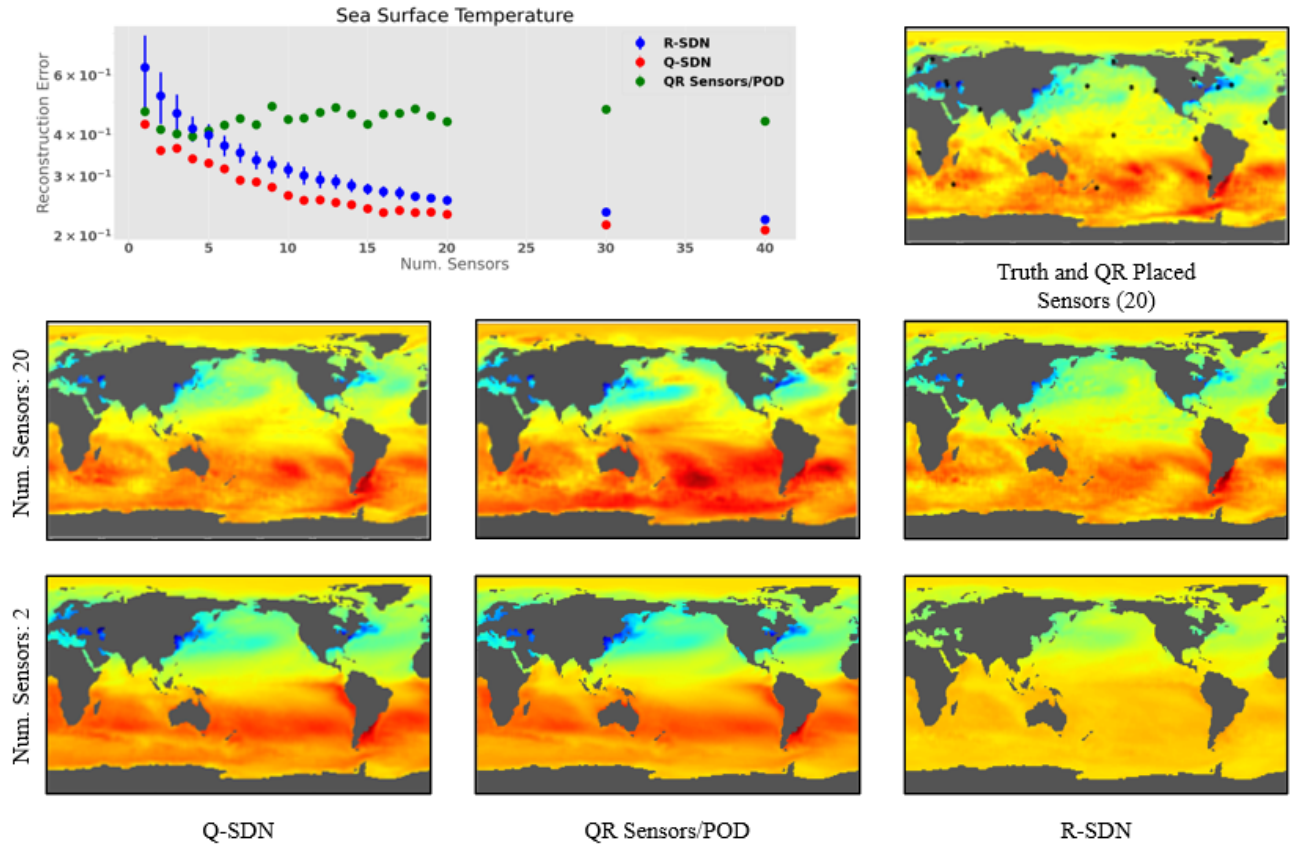 Sea Surface Temperature
Reconstruction Error
6 × 10⁻¹
4 × 10⁻¹
3 × 10⁻¹
2 × 10⁻¹
R-SDN
Q-SDN
QR Sensors/POD
0 5 10 15 20 25 30 35 40
Num. Sensors
Truth and QR Placed
Sensors (20)
Num. Sensors: 20
Num. Sensors: 2
Q-SDN
QR Sensors/POD
R-SDN